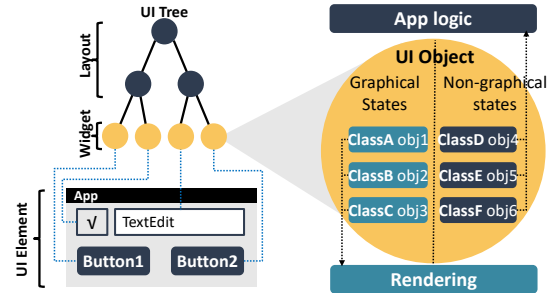 UI Tree
Layout
Widget
UI Element
App
√
TextEdit
Button1
Button2
App logic
UI Object
Graphical
States
Non-graphical
states
ClassA obj1
ClassB obj2
ClassC obj3
ClassD obj4
ClassE obj5
ClassF obj6
Rendering